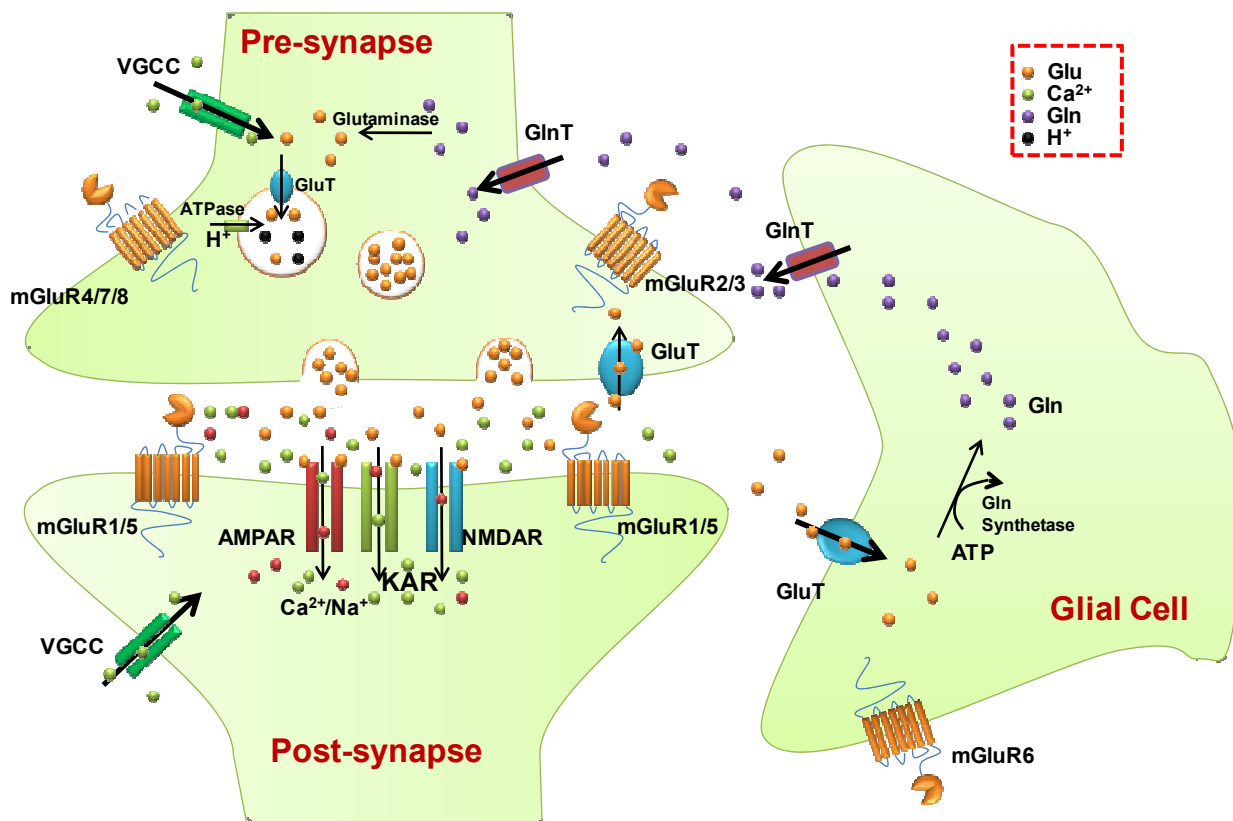 Pre-synapse
VGCC
Glutaminase
GlnT
GluT
ATPase
H⁺
mGluR4/7/8
mGluR2/3
GluT
Glu
Ca²⁺
Gln
H⁺
GlnT
Gln
Gln
Synthetase
ATP
GluT
Glial Cell
mGluR6
mGluR1/5
AMPAR
KAR
NMDAR
mGluR1/5
Ca²⁺/Na⁺
VGCC
Post-synapse